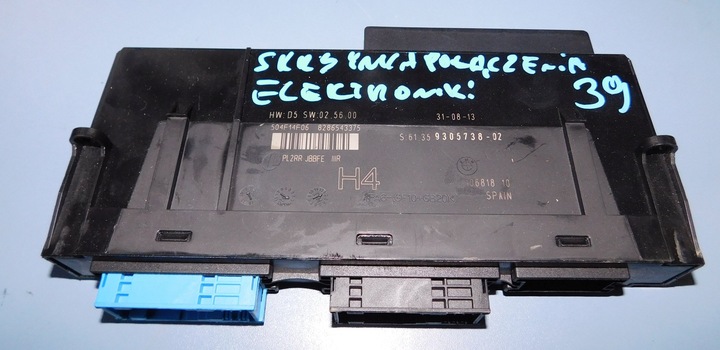 SKRZYNKA POŁĄCZENIA
ELEKTRONIKI 39
HW:D5 SW:02.56.00 31-08-13
504F14F06 8286543375 S:61.35 9305738-02
PL2RR JBBFE IIIR
H4
SPAIN